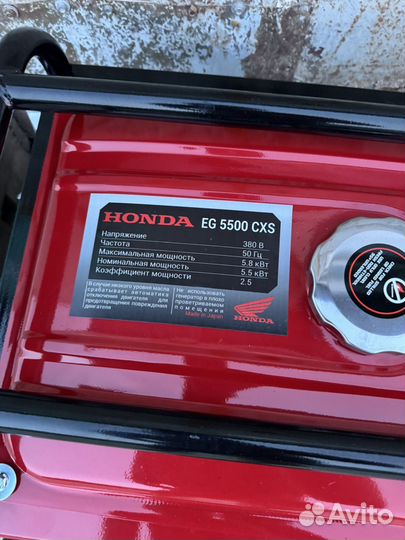 HONDA EG 5500 CXS
Напряжение 380 В
Частота 50 Гц
Максимальная мощность 5.8 кВт
Номинальная мощность 5.5 кВт
Коэффициент мощности 2.5
В случае низкого уровня масла
срабатывает автоматика
отключения двигателя для
предотвращения повреждения
двигателя
Не использовать
генератор в плохо
проветриваемом
помещении
Made in Japan
HONDA
Avito